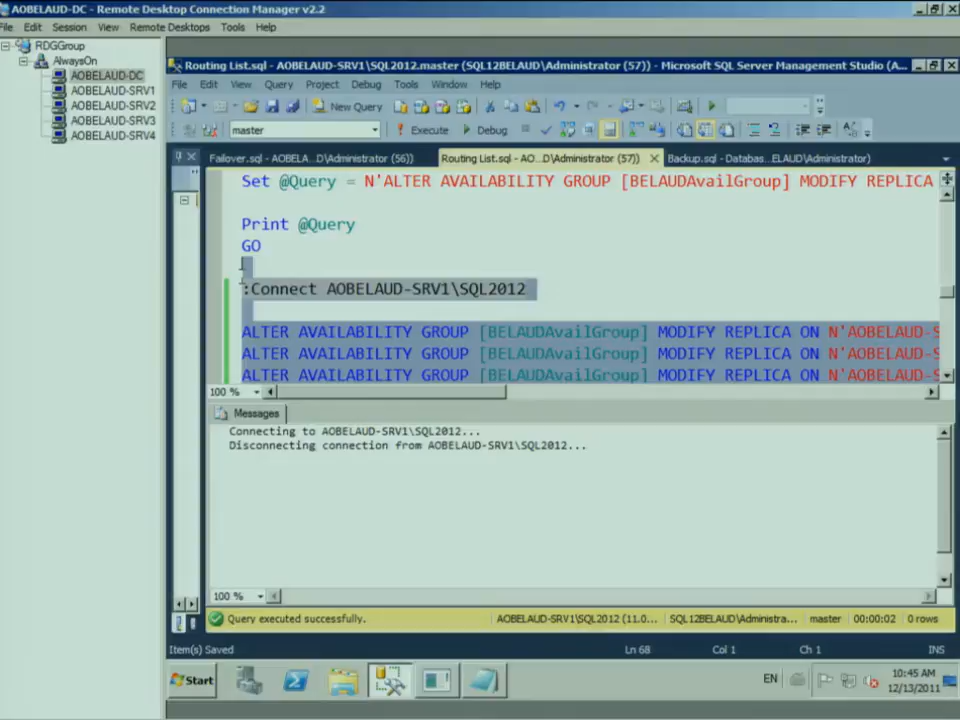 AOBELAUD-DC - Remote Desktop Connection Manager v2.2
File Edit Session View Remote Desktops Tools Help
RDGGroup
AlwaysOn
AOBELAUD-DC
AOBELAUD-SRV1
AOBELAUD-SRV2
AOBELAUD-SRV3
AOBELAUD-SRV4
Routing List.sql - AOBELAUD-SRV1\SQL2012.master (SQL12BELAUD\Administrator (57)) - Microsoft SQL Server Management Studio (A...
File Edit View Query Project Debug Tools Window Help
New Query
master Execute Debug
Failover.sql - AOBELA...D\Administrator (56)) Routing List.sql - AO...D\Administrator (57)) Backup.sql - Databas...ELAUD\Administrator)
Set @Query = N'ALTER AVAILABILITY GROUP [BELAUDAvailGroup] MODIFY REPLICA
Print @Query
GO
:Connect AOBELAUD-SRV1\SQL2012
ALTER AVAILABILITY GROUP [BELAUDAvailGroup] MODIFY REPLICA ON N'AOBELAUD-S
ALTER AVAILABILITY GROUP [BELAUDAvailGroup] MODIFY REPLICA ON N'AOBELAUD-S
ALTER AVAILABILITY GROUP [BELAUDAvailGroup] MODIFY REPLICA ON N'AOBELAUD-S
100 %
Messages
Connecting to AOBELAUD-SRV1\SQL2012...
Disconnecting connection from AOBELAUD-SRV1\SQL2012...
100 %
Query executed successfully. AOBELAUD-SRV1\SQL2012 (11.0... SQL12BELAUD\Administra... master 00:00:02 0 rows
Item(s) Saved Ln 68 Col 1 Ch 1 INS
Start EN 10:45 AM
12/13/2011